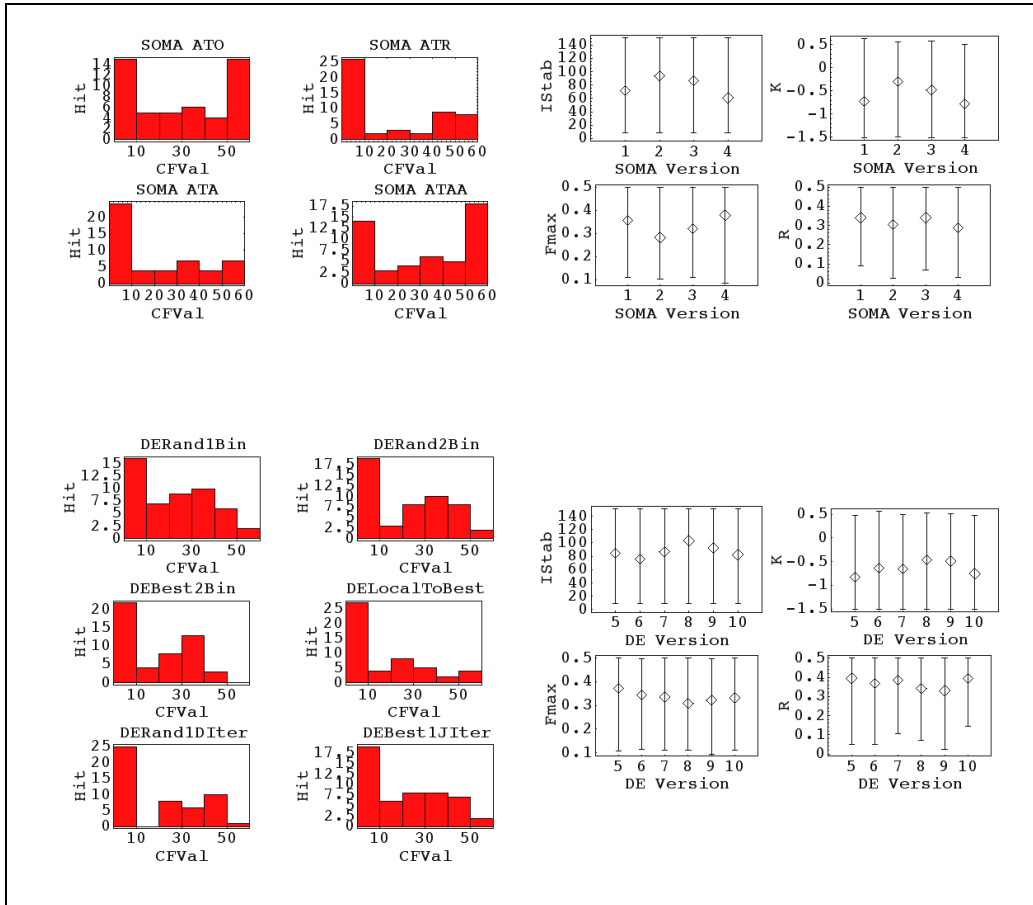 SOMA ATO
Hit
14
12
10
8
6
4
2
0
10 30 50
CFVal
SOMA ATR
Hit
25
20
15
10
5
0
10 20 30 40 50 60
CFVal
SOMA ATA
Hit
20
15
10
5
0
10 20 30 40 50 60
CFVal
SOMA ATAA
Hit
17.5
15
12.5
10
7.5
5
2.5
0
10 20 30 40 50 60
CFVal
IStab
140
120
100
80
60
40
20
0
1 2 3 4
SOMA Version
K
0.5
0
-0.5
-1
-1.5
1 2 3 4
SOMA Version
Fmax
0.5
0.4
0.3
0.2
0.1
1 2 3 4
SOMA Version
R
0.5
0.4
0.3
0.2
0.1
0
1 2 3 4
SOMA Version
DERand1Bin
Hit
15
12.5
10
7.5
5
2.5
0
10 30 50
CFVal
DERand2Bin
Hit
17.5
15
12.5
10
7.5
5
2.5
0
10 30 50
CFVal
DEBest2Bin
Hit
20
15
10
5
0
10 30 50
CFVal
DELocalToBest
Hit
25
20
15
10
5
0
10 30 50
CFVal
DERand1DIter
Hit
25
20
15
10
5
0
10 30 50
CFVal
DEBest1JIter
Hit
17.5
15
12.5
10
7.5
5
2.5
0
10 30 50
CFVal
IStab
140
120
100
80
60
40
20
0
5 6 7 8 9 10
DE Version
K
0.5
0
-0.5
-1
-1.5
5 6 7 8 9 10
DE Version
Fmax
0.5
0.4
0.3
0.2
0.1
5 6 7 8 9 10
DE Version
R
0.5
0.4
0.3
0.2
0.1
0
5 6 7 8 9 10
DE Version